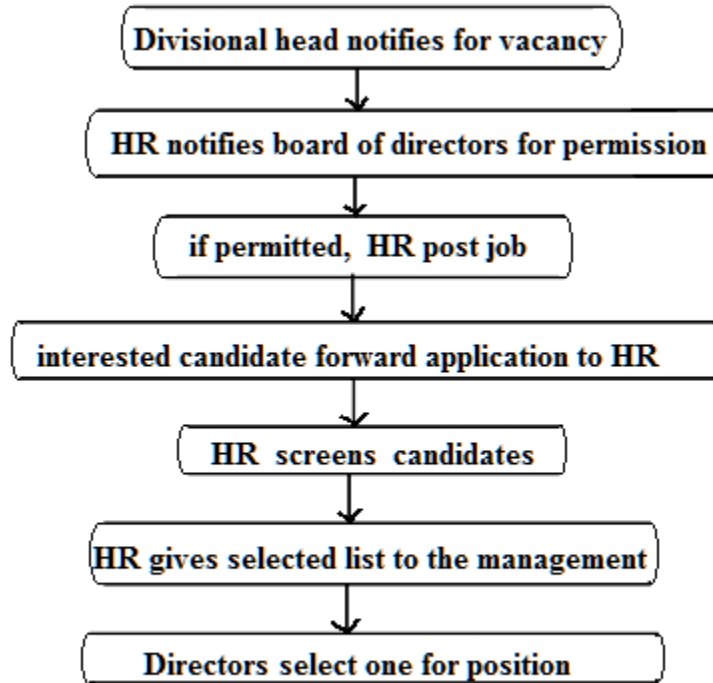 Divisional head notifies for vacancy
HR notifies board of directors for permission
if permitted, HR post job
interested candidate forward application to HR
HR screens candidates
HR gives selected list to the management
Directors select one for position